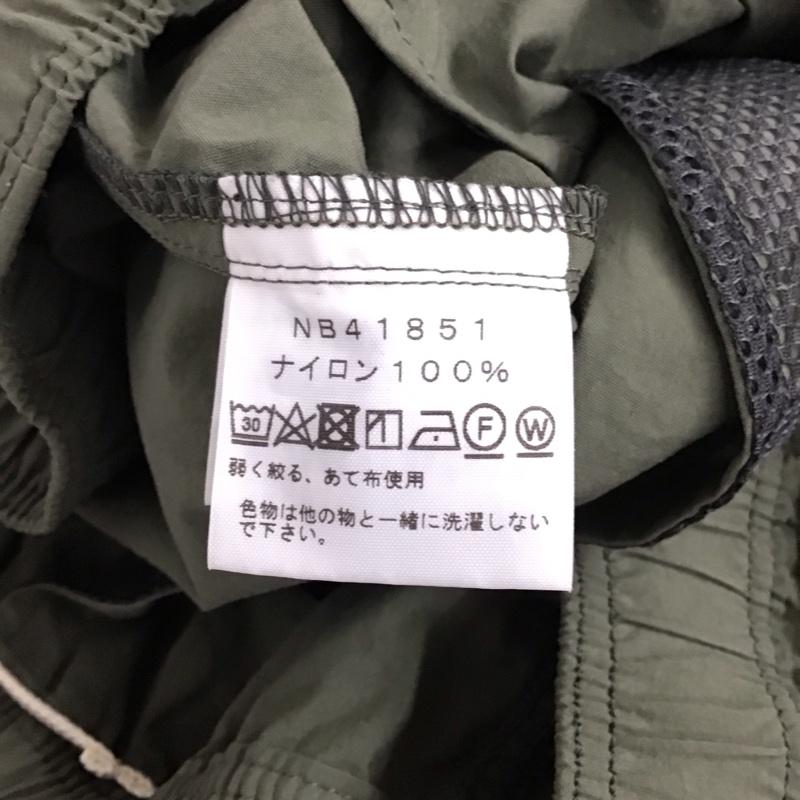 NB41851
ナイロン100%
30 F W
弱く絞る、あて布使用
色物は他の物と一緒に洗濯しない
で下さい。